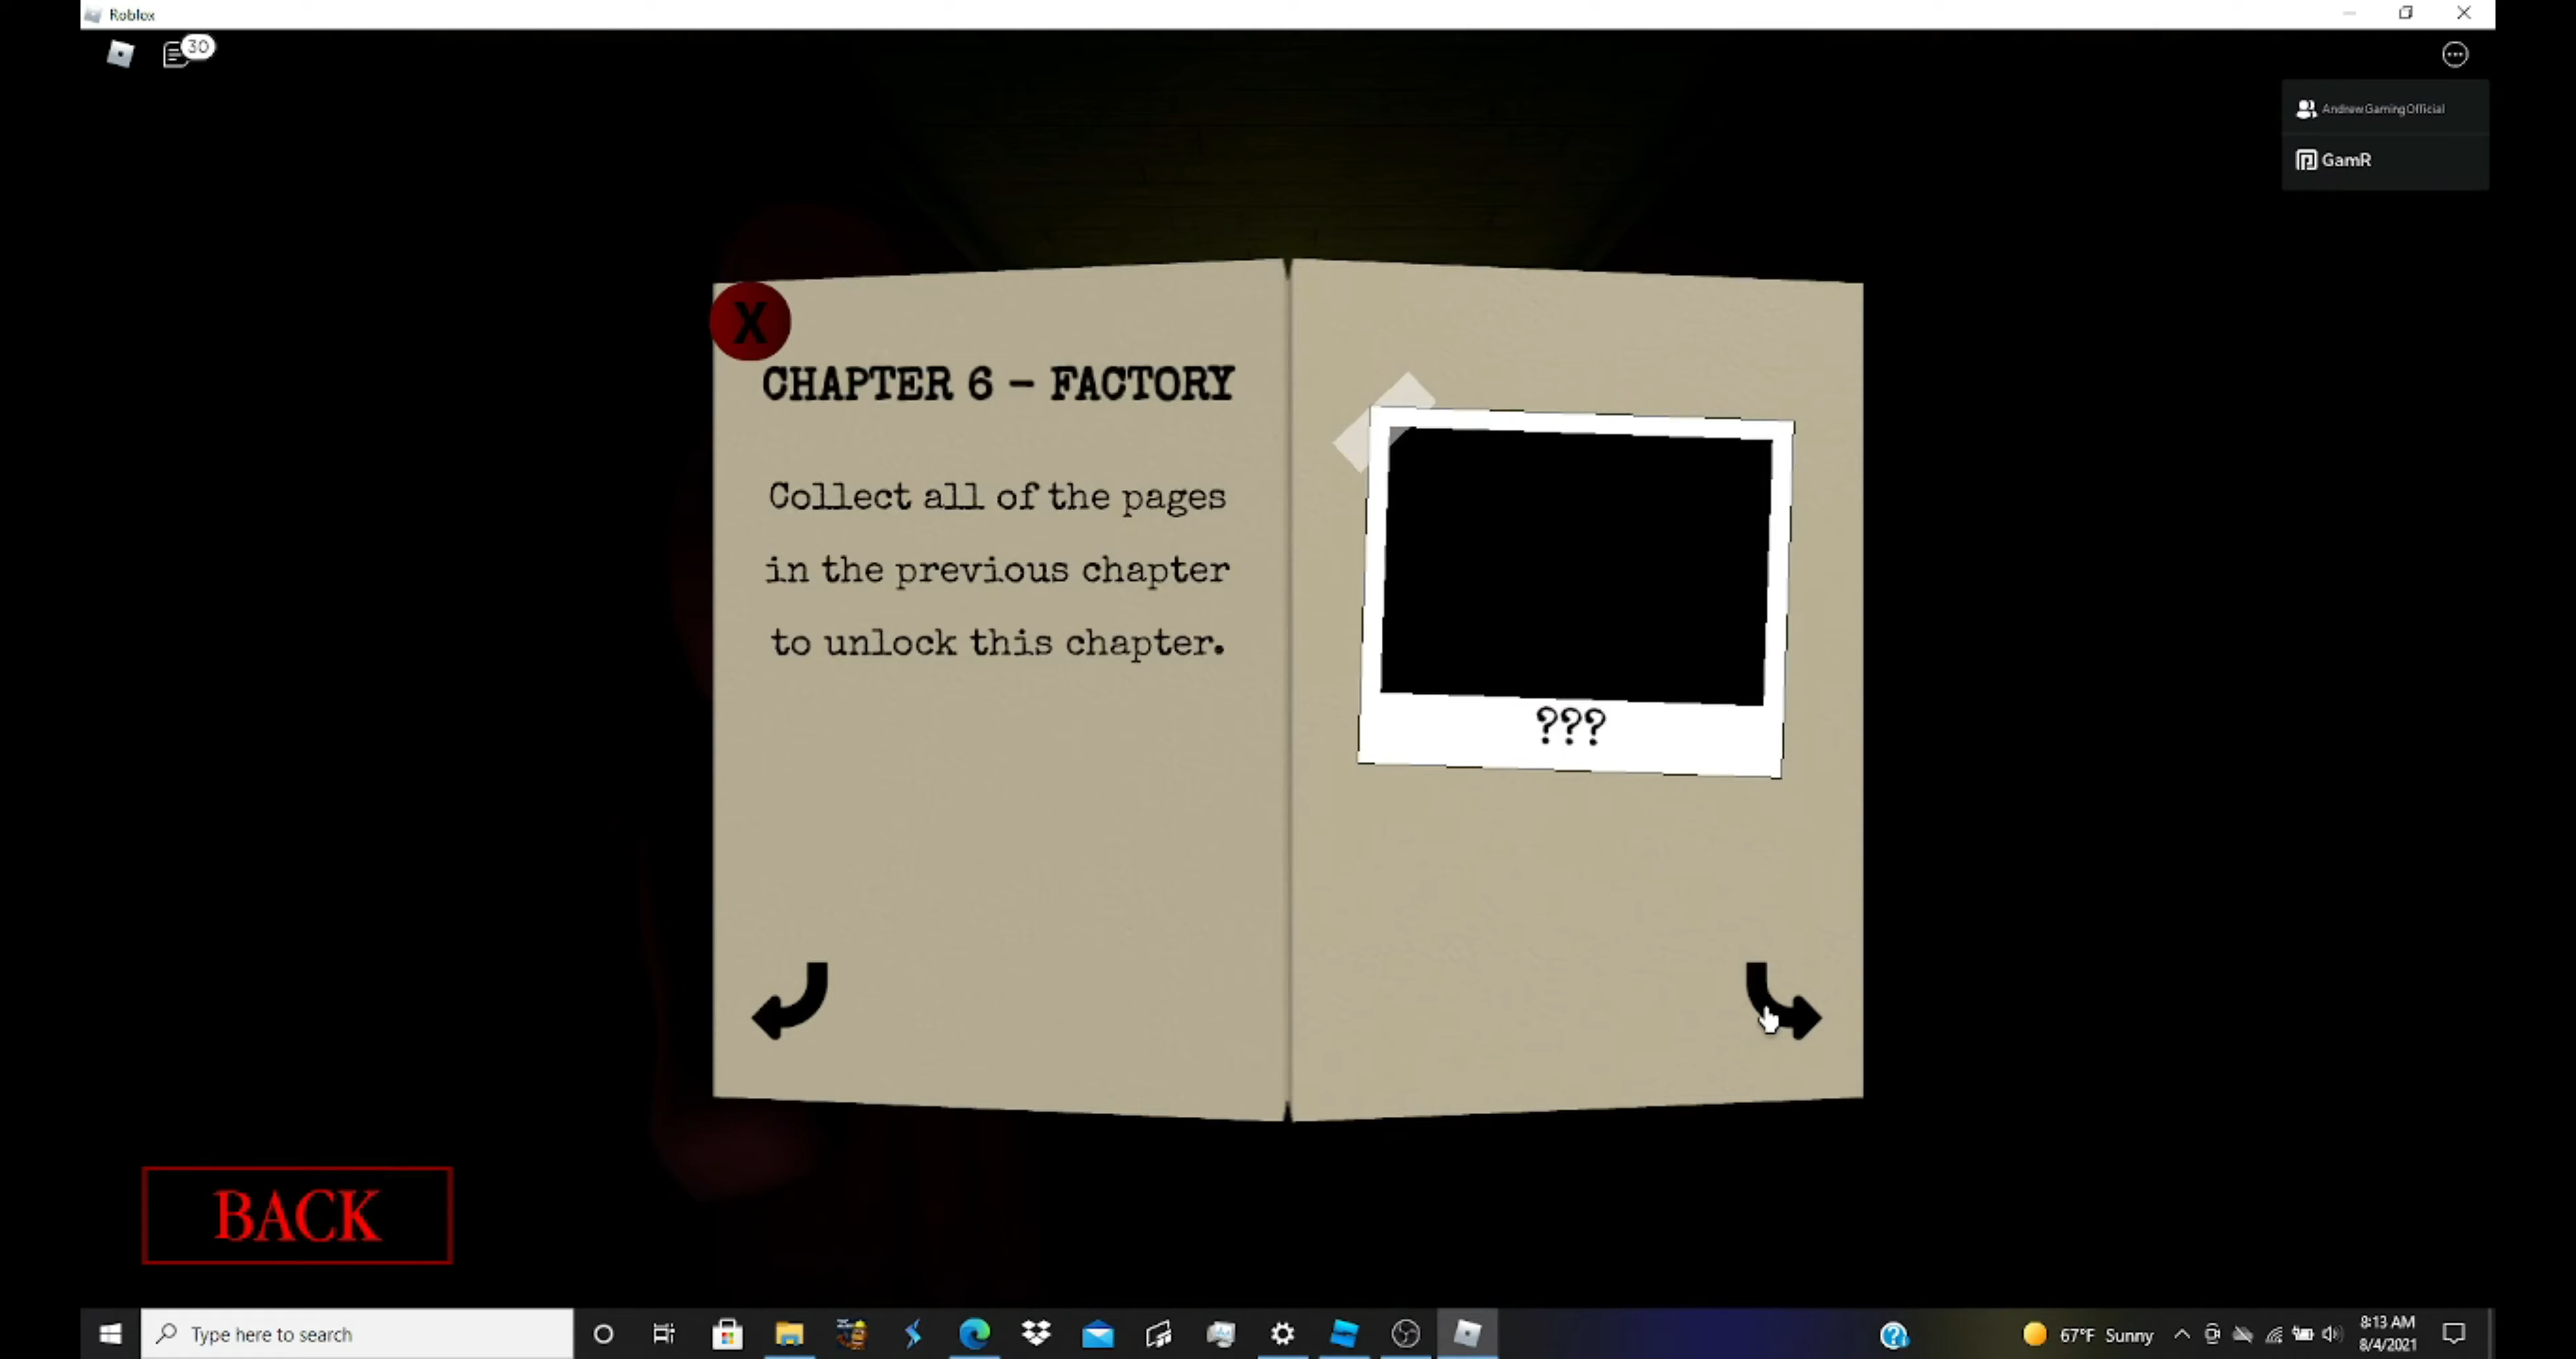 Roblox
30
AndrewGamingOfficial
GamR
X
CHAPTER 6 - FACTORY
Collect all of the pages
in the previous chapter
to unlock this chapter.
???
BACK
Type here to search
67°F Sunny
8:13 AM
8/4/2021